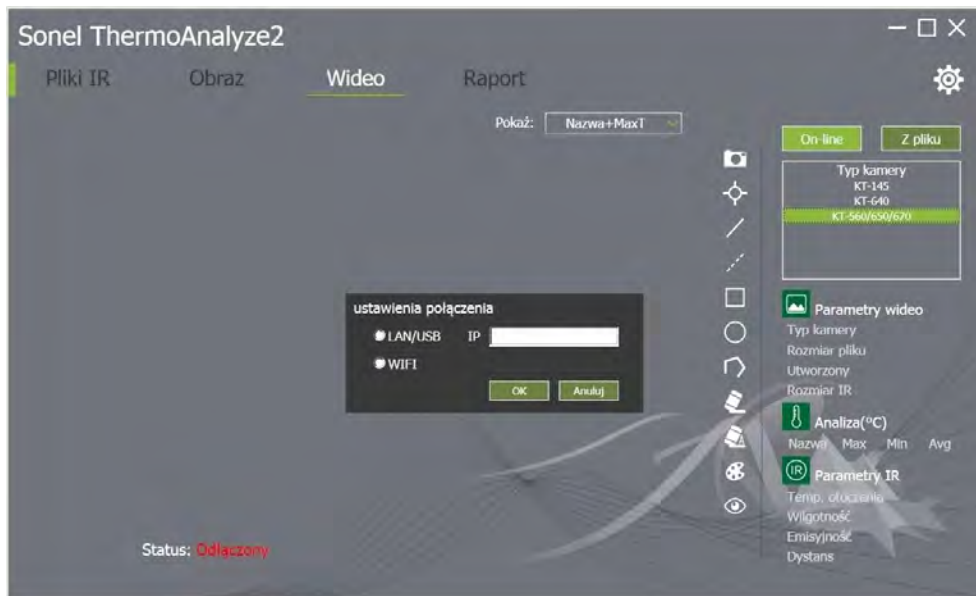 Sonel ThermoAnalyze2
Pliki IR Obraz Wideo Raport
Pokaż: Nazwa+MaxT
On-line Z pliku
Typ kamery
KT-145
KT-640
KT-560/650/670
ustawienia połączenia
LAN/USB IP
WIFI
OK Anuluj
Parametry wideo
Typ kamery
Rozmiar pliku
Utworzony
Rozmiar IR
Analiza(°C)
Nazwa Max Min Avg
IR Parametry IR
Temp. otoczenia
Wilgotność
Emisyjność
Dystans
Status: Odłączony